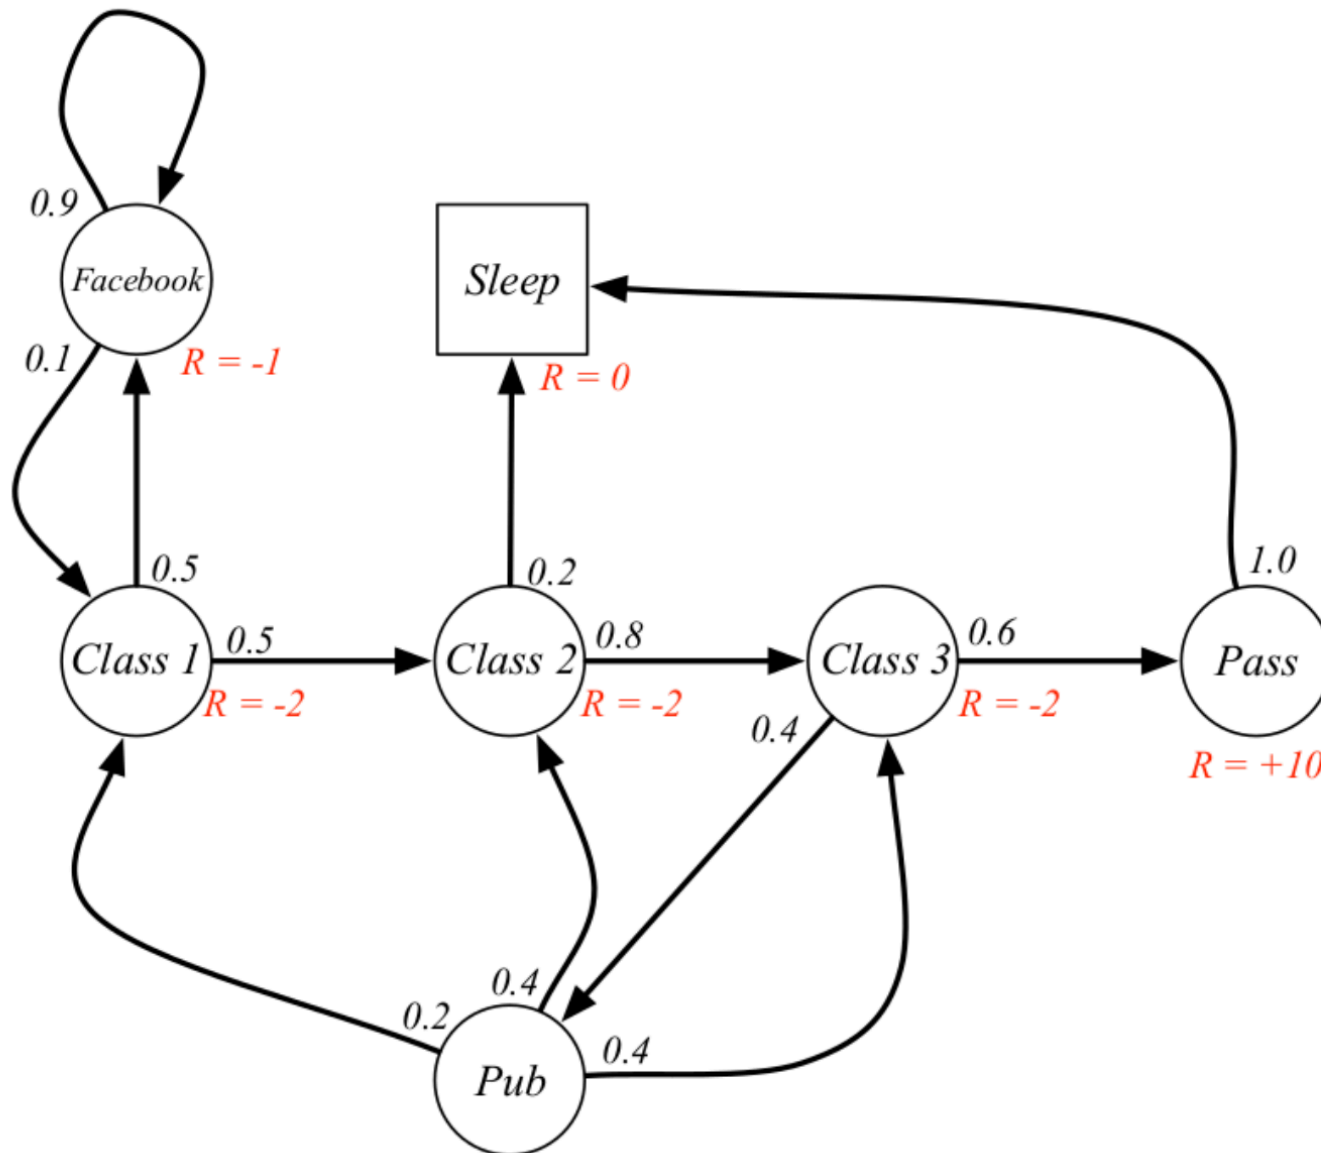 0.9
Facebook
Sleep
0.1
R = -1
R = 0
0.5
0.2
1.0
0.5
0.8
0.6
Class 1
Class 2
Class 3
Pass
R = -2
R = -2
R = -2
0.4
R = +10
0.4
0.2
0.4
Pub